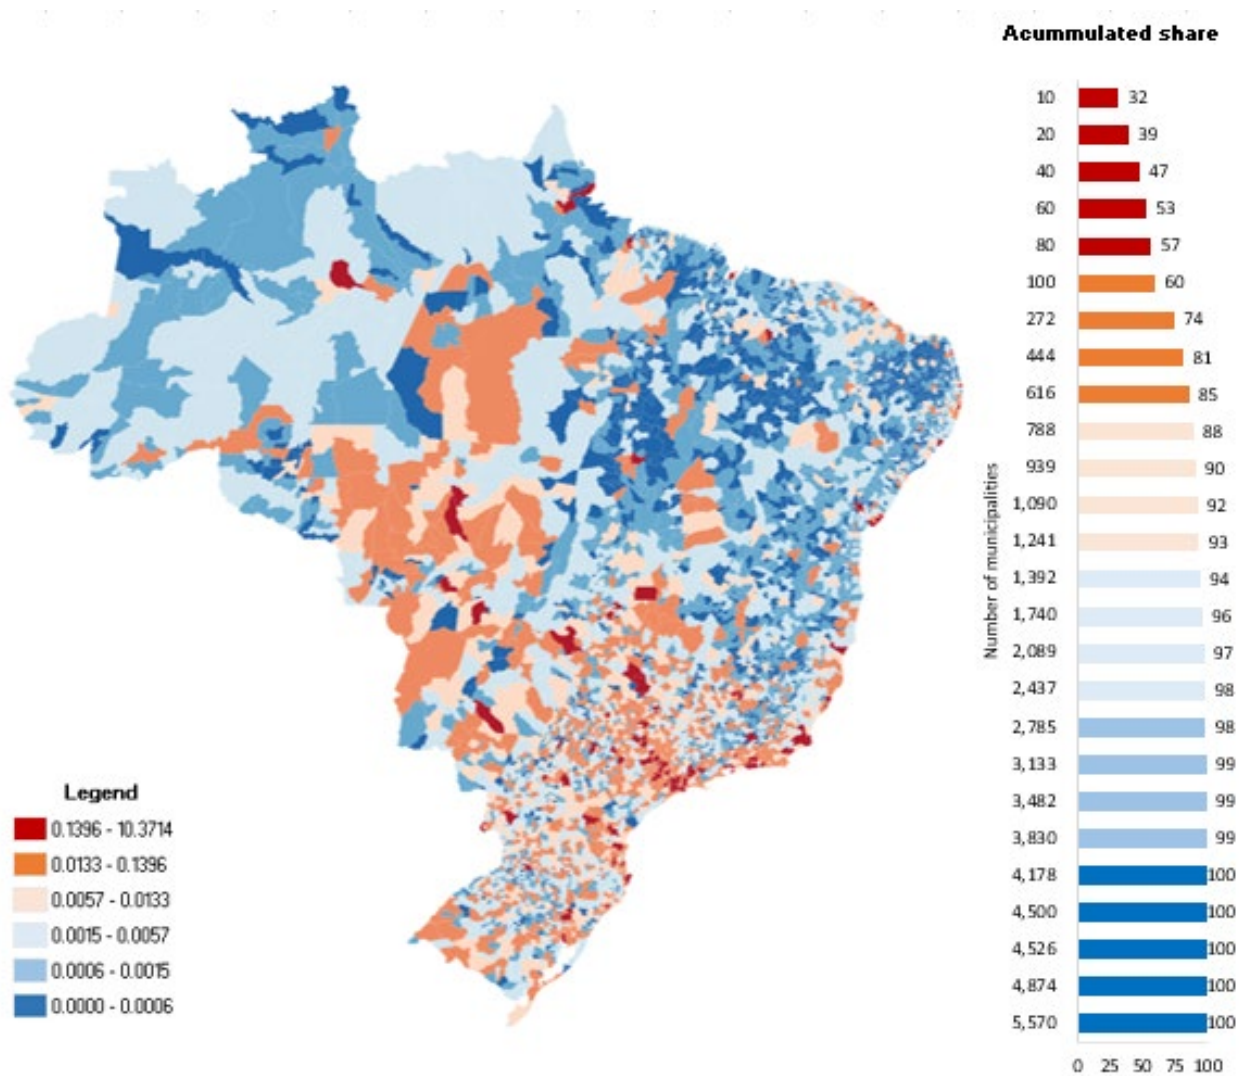 Acummulated share
10 32
20 39
40 47
60 53
80 57
100 60
272 74
444 81
616 85
788 88
939 90
1,090 92
1,241 93
1,392 94
1,740 96
2,089 97
2,437 98
2,785 98
3,133 99
3,482 99
3,830 99
4,178 100
4,500 100
4,526 100
4,874 100
5,570 100
0 25 50 75 100
Number of municipalities
Legend
0.1396 - 10.3714
0.0133 - 0.1396
0.0057 - 0.0133
0.0015 - 0.0057
0.0006 - 0.0015
0.0000 - 0.0006